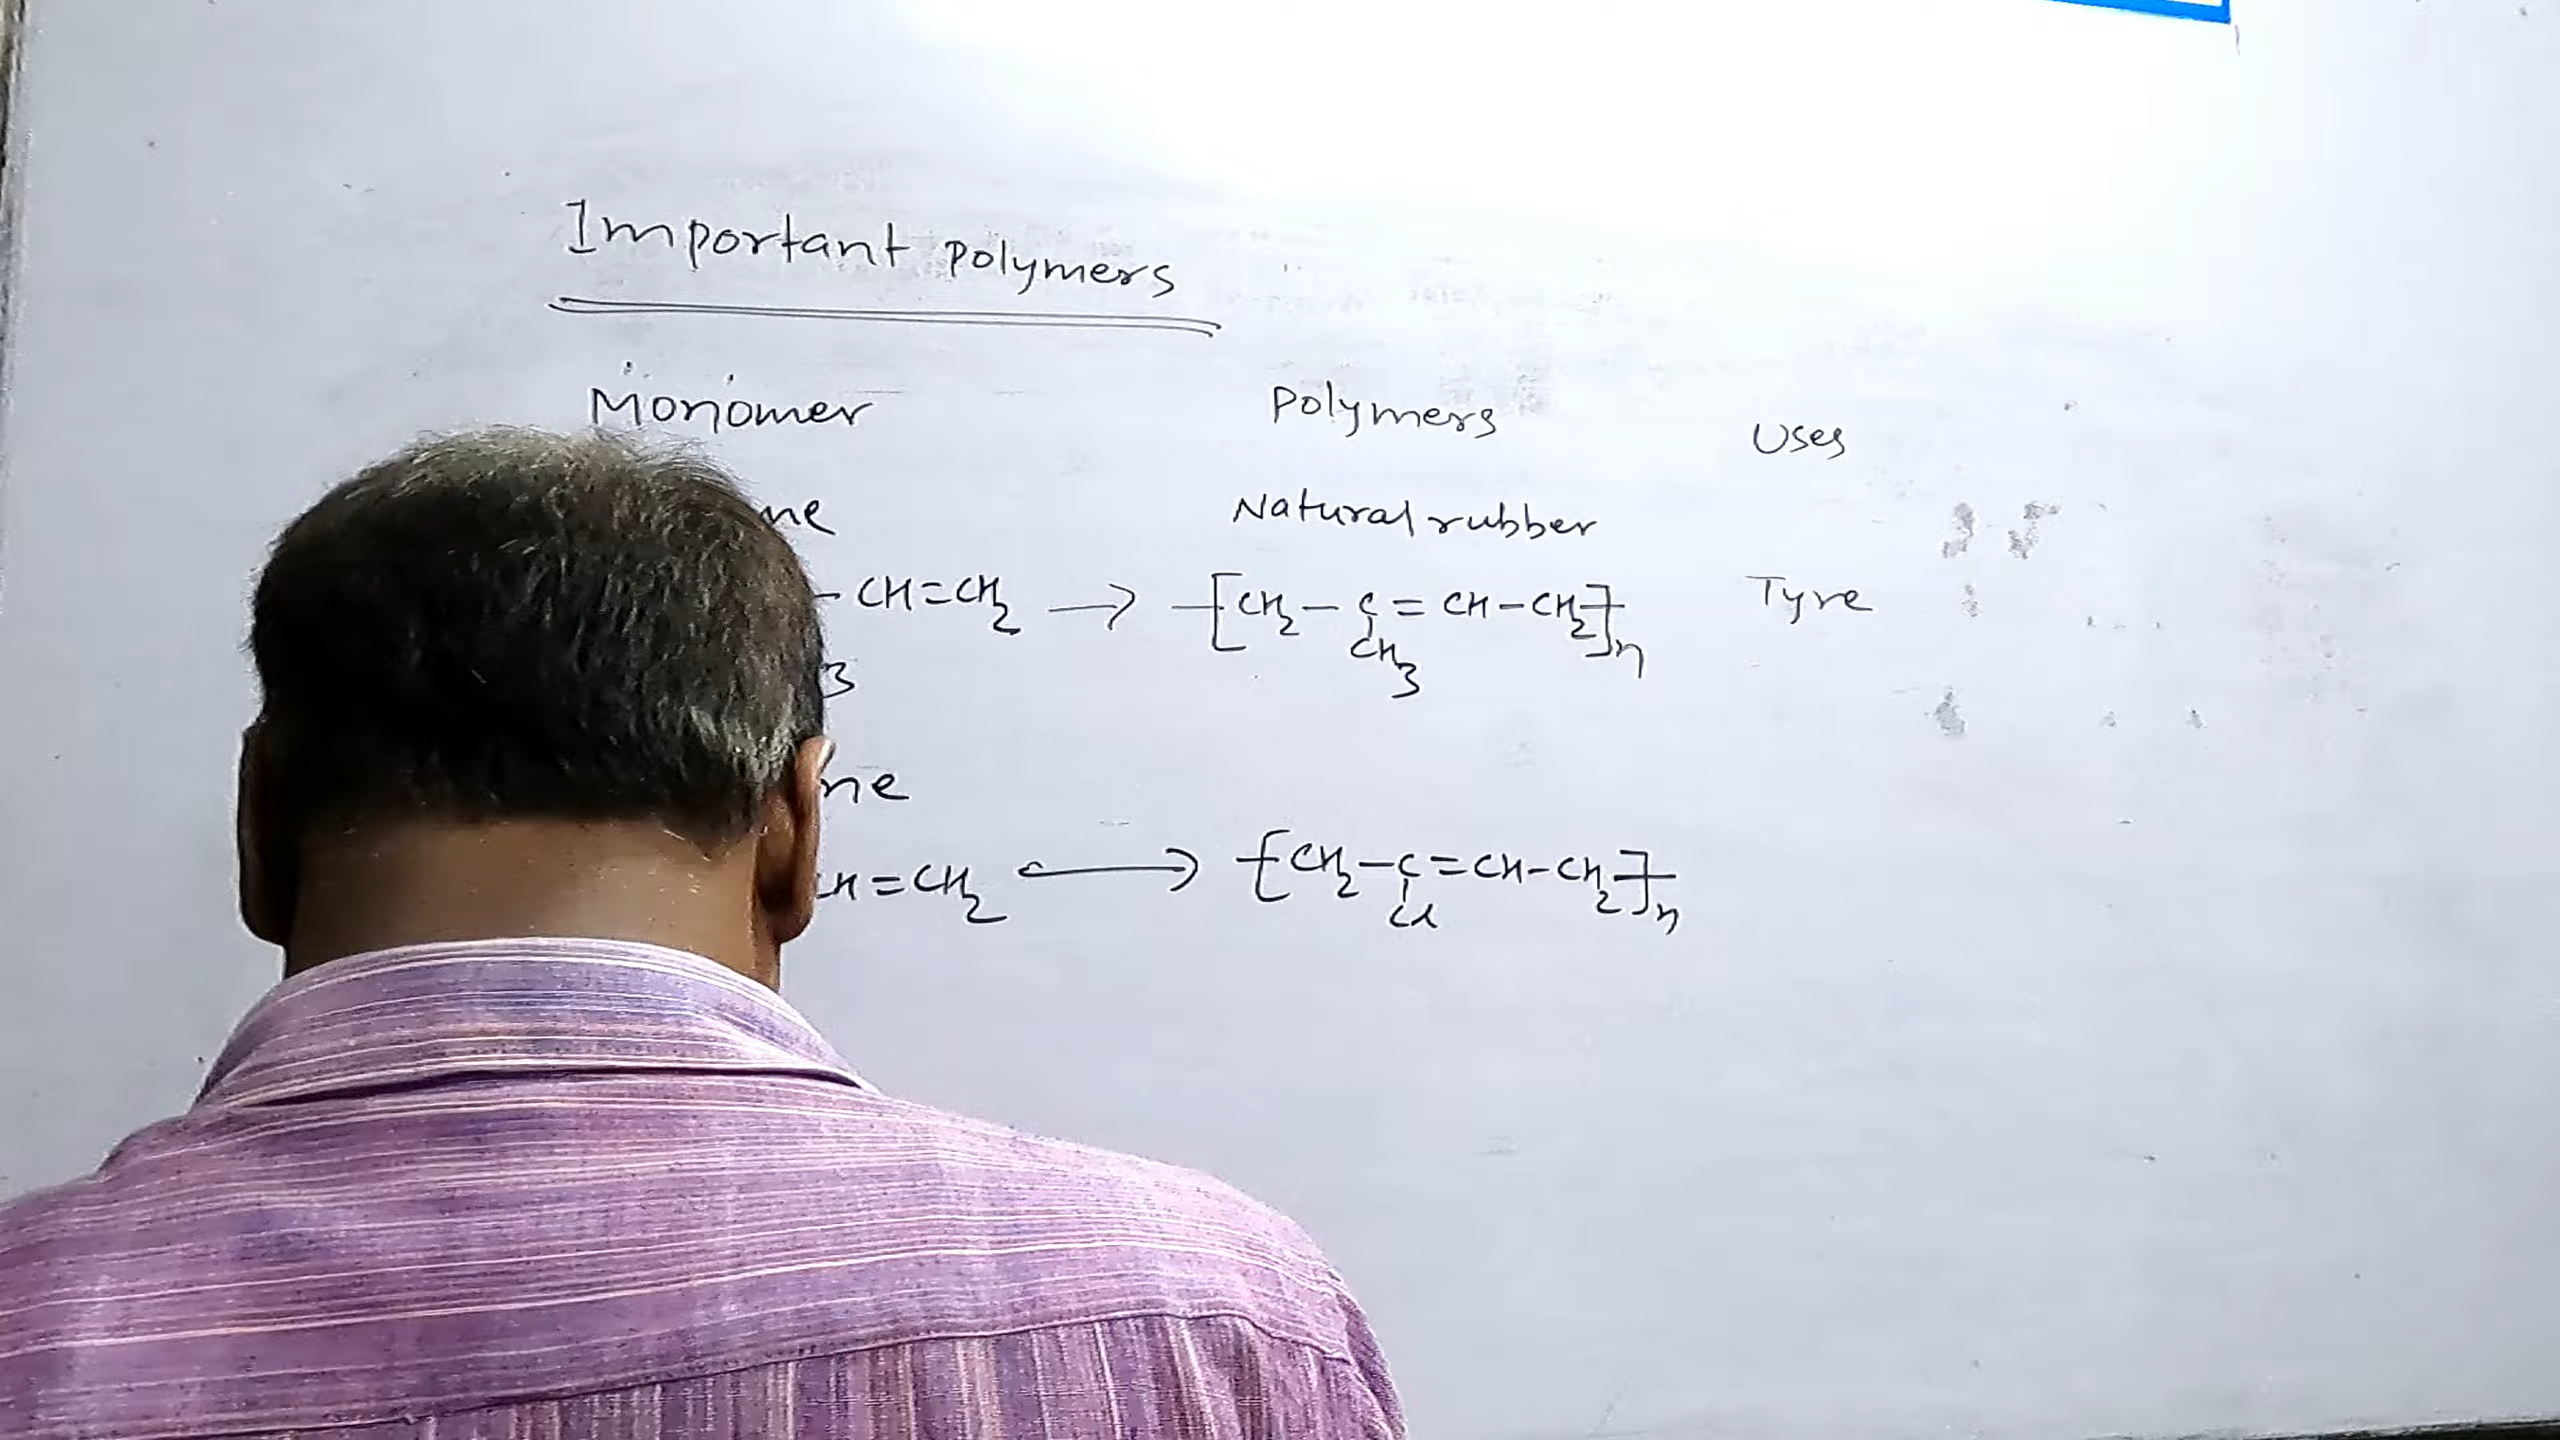 Important Polymers
Monomer Polymers Uses
ne Natural rubber
-CH=CH2 → -[CH2-C=CH-CH2]-n Tyre
3 CH3
ne
CH=CH2 → -[CH2-C=CH-CH2]-n
Cl